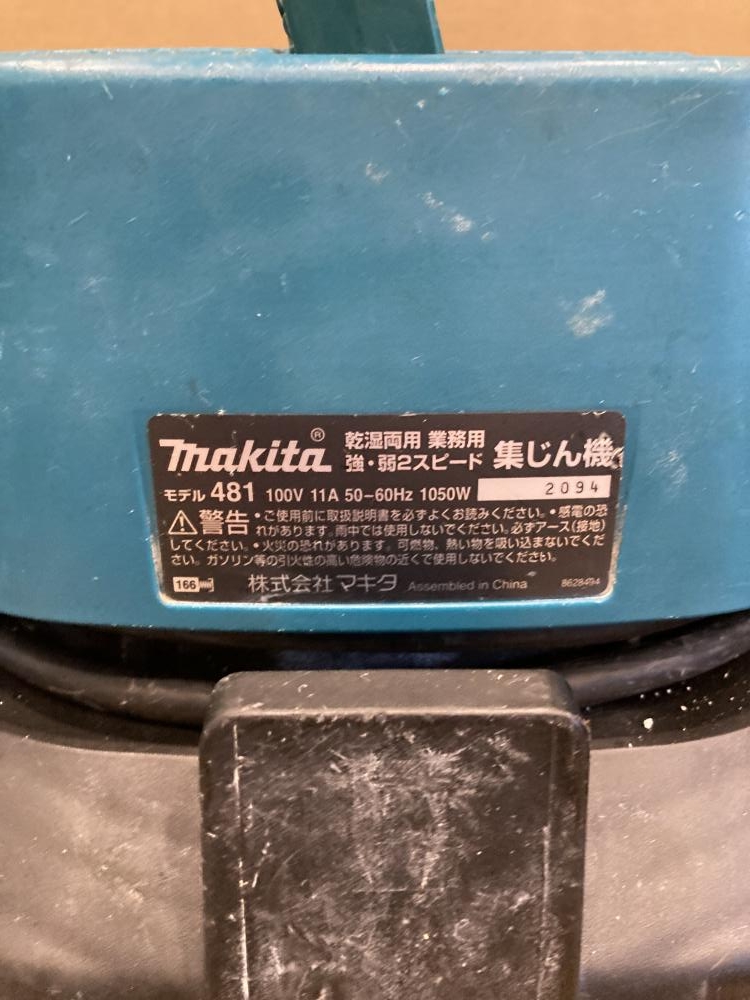 makita® 乾湿両用 業務用
強・弱2スピード 集じん機
モデル 481 100V 11A 50-60Hz 1050W 2094
⚠警告 •ご使用前に取扱説明書を必ずよくお読みください。•感電の恐
れがあります。雨中では使用しないでください。必ずアース(接地)
してください。•火災の恐れがあります。可燃物、熱い物を吸い込まないでくだ
さい。ガソリン等の引火性の高い危険物の近くで使用しないでください。
166 株式会社マキタ Assembled in China 8628494